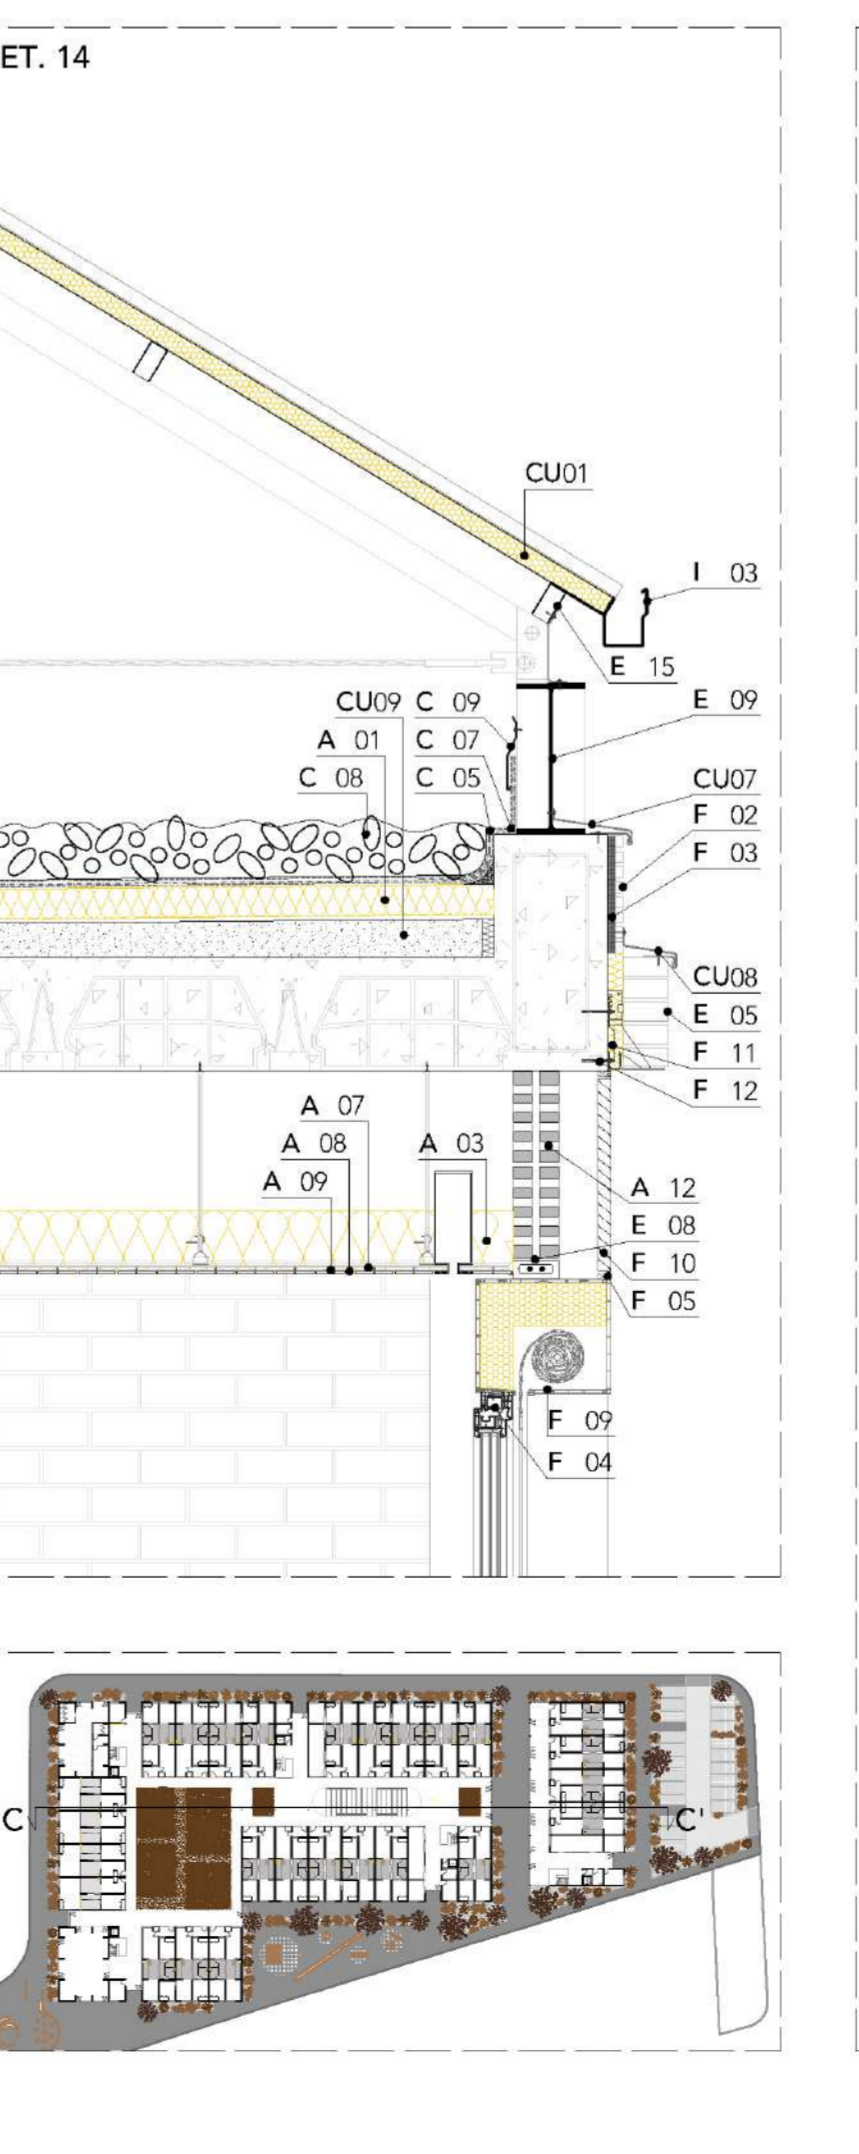 ET. 14
CU01
I 03
E 15
CU09 C 09
E 09
A 01 C 07
C 08 C 05
CU07
F 02
F 03
CU08
E 05
F 11
F 12
A 07
A 08 A 03
A 09
A 12
E 08
F 10
F 05
F 09
F 04
C C'